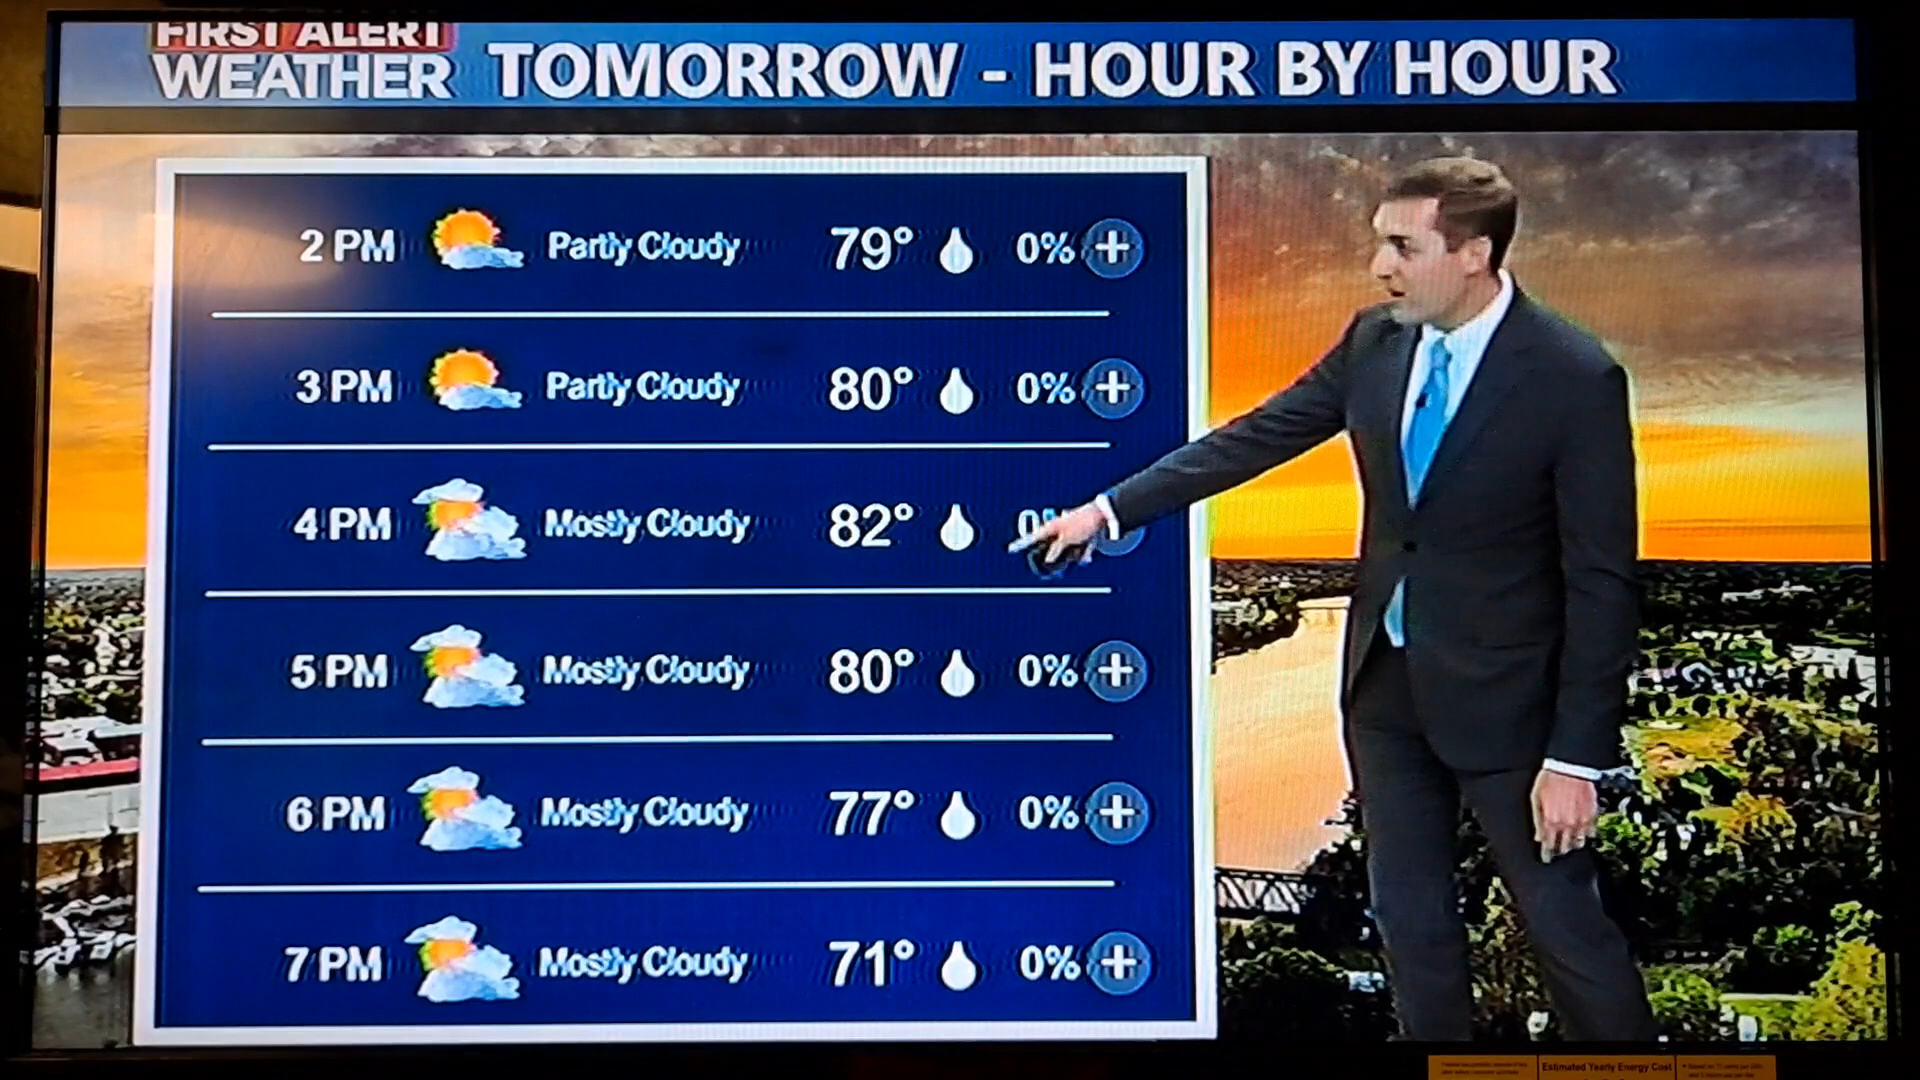 FIRST ALERT
WEATHER
TOMORROW - HOUR BY HOUR
2 PM Partly Cloudy 79° 0% +
3 PM Partly Cloudy 80° 0% +
4 PM Mostly Cloudy 82°
5 PM Mostly Cloudy 80° 0% +
6 PM Mostly Cloudy 77° 0% +
7 PM Mostly Cloudy 71° 0% +
Estimated Yearly Energy Cost